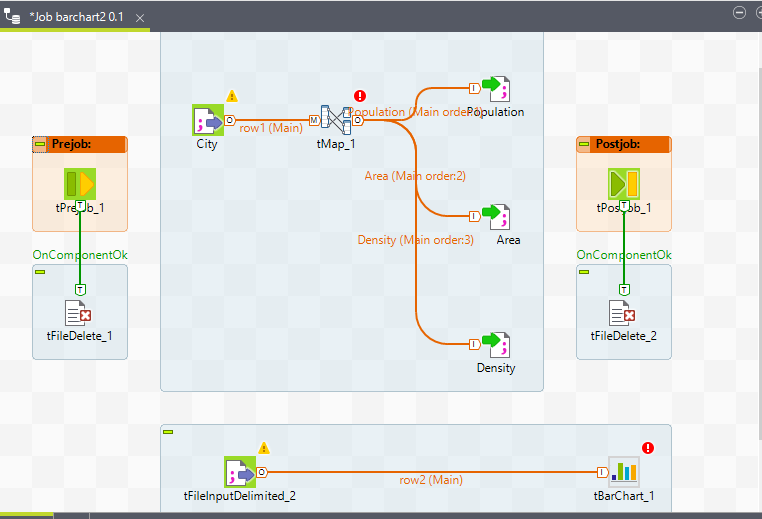 *Job barchart2 0.1
Population (Main order:1)
Population
row1 (Main)
City
tMap_1
Prejob:
Postjob:
Area (Main order:2)
tPreJob_1
tPostJob_1
Density (Main order:3)
Area
OnComponentOk
OnComponentOk
tFileDelete_1
tFileDelete_2
Density
row2 (Main)
tFileInputDelimited_2
tBarChart_1